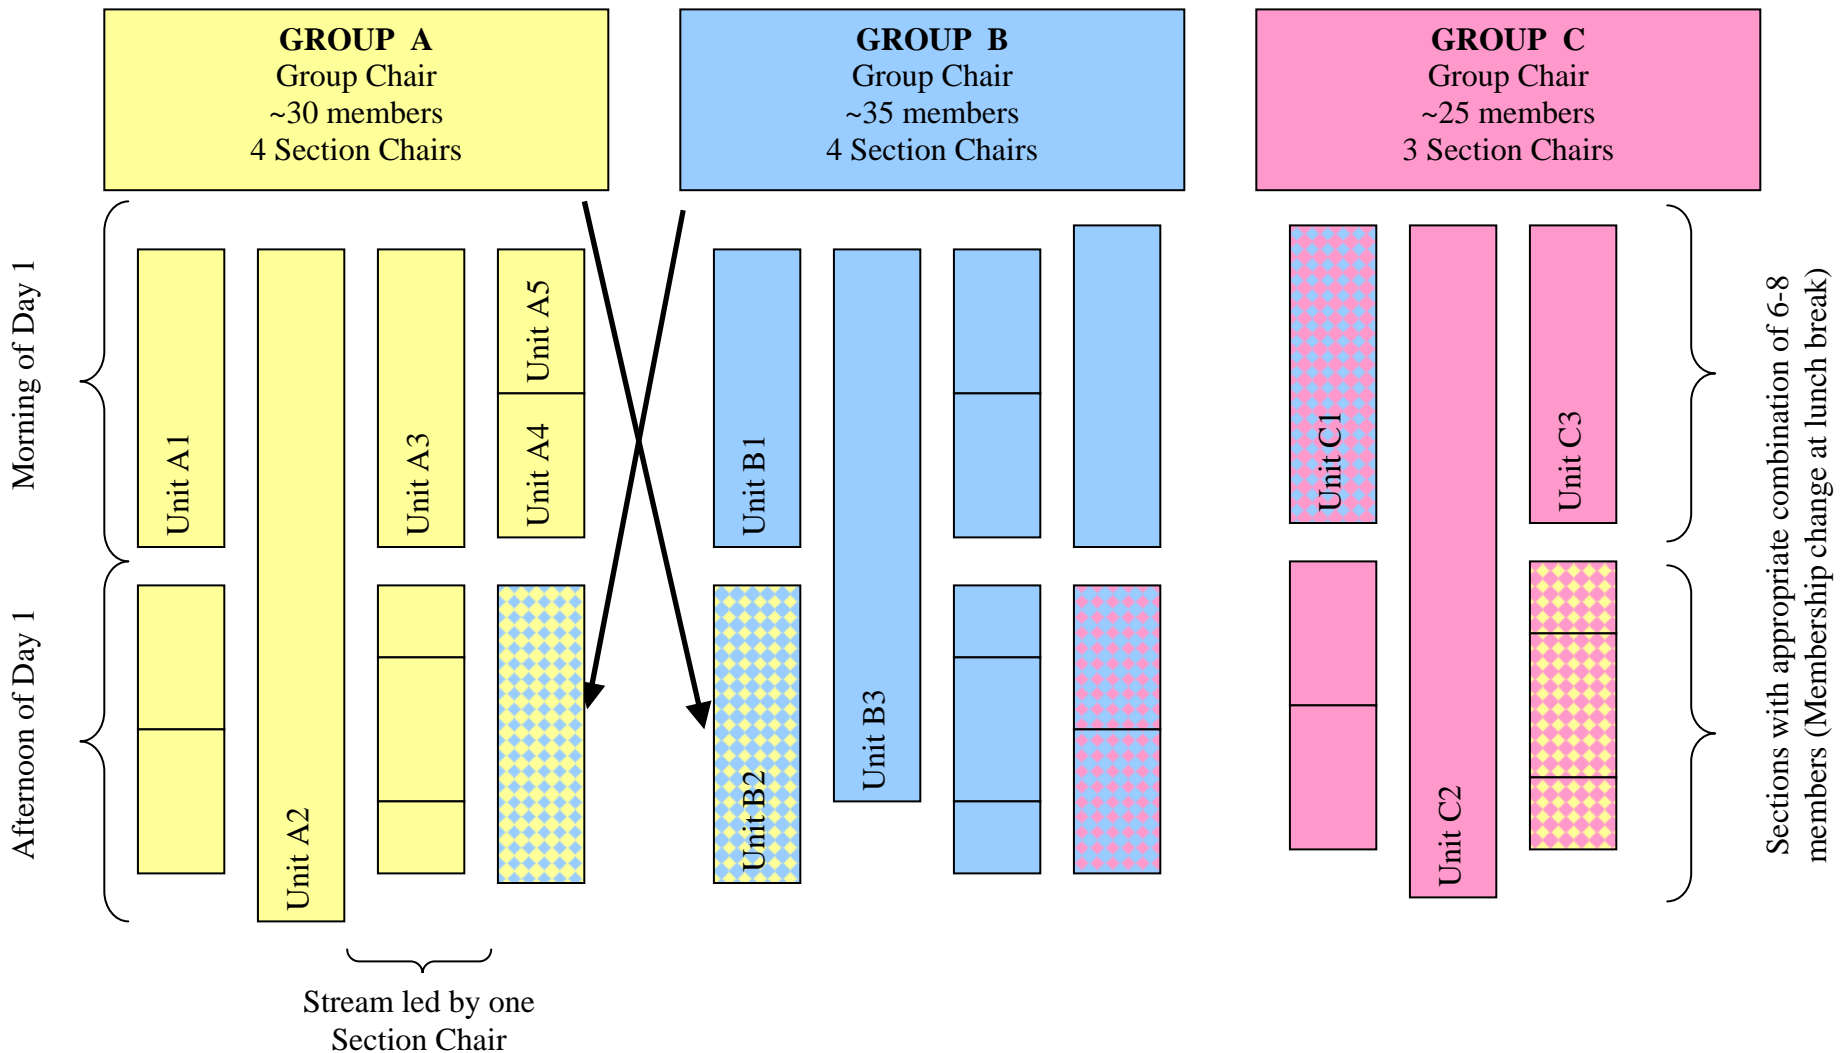 GROUP A
Group Chair
~30 members
4 Section Chairs
GROUP B
Group Chair
~35 members
4 Section Chairs
GROUP C
Group Chair
~25 members
3 Section Chairs
Morning of Day 1
Afternoon of Day 1
Unit A1
Unit A2
Unit A3
Unit A5
Unit A4
Unit B1
Unit B2
Unit B3
Unit C1
Unit C2
Unit C3
Sections with appropriate combination of 6-8
members (Membership change at lunch break)
Stream led by one
Section Chair